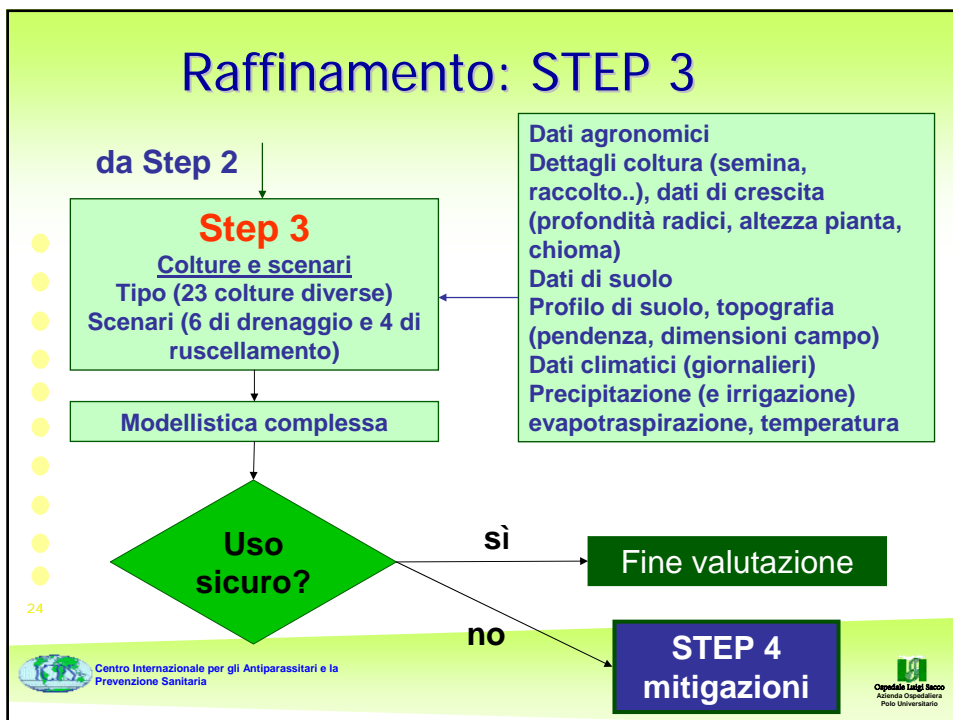 Raffinamento: STEP 3
da Step 2
Step 3
Colture e scenari
Tipo (23 colture diverse)
Scenari (6 di drenaggio e 4 di
ruscellamento)
Dati agronomici
Dettagli coltura (semina,
raccolto..), dati di crescita
(profondità radici, altezza pianta,
chioma)
Dati di suolo
Profilo di suolo, topografia
(pendenza, dimensioni campo)
Dati climatici (giornalieri)
Precipitazione (e irrigazione)
evapotraspirazione, temperatura
Modellistica complessa
Uso
sicuro?
sì
Fine valutazione
no
STEP 4
mitigazioni
24
ICPS
Centro Internazionale per gli Antiparassitari e la
Prevenzione Sanitaria
Ospedale Luigi Sacco
Azienda Ospedaliera
Polo Universitario